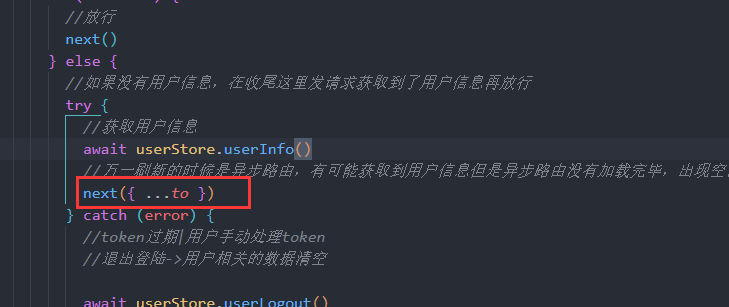 //放行
next()
} else {
//如果没有用户信息，在收尾这里发请求获取到了用户信息再放行
try {
//获取用户信息
await userStore.userInfo()
//万一刷新的时候是异步路由，有可能获取到用户信息但是异步路由没有加载完毕，出现空
next({ ...to })
} catch (error) {
//token过期|用户手动处理token
//退出登陆->用户相关的数据清空
await userStore.userLogout()